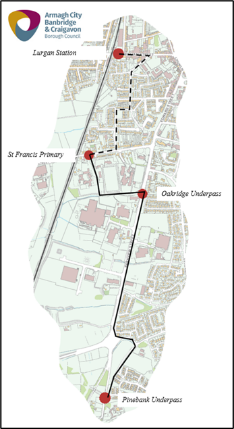 Armagh City
Banbridge
& Craigavon
Borough Council
Lurgan Station
St Francis Primary
Oakridge Underpass
Pinebank Underpass